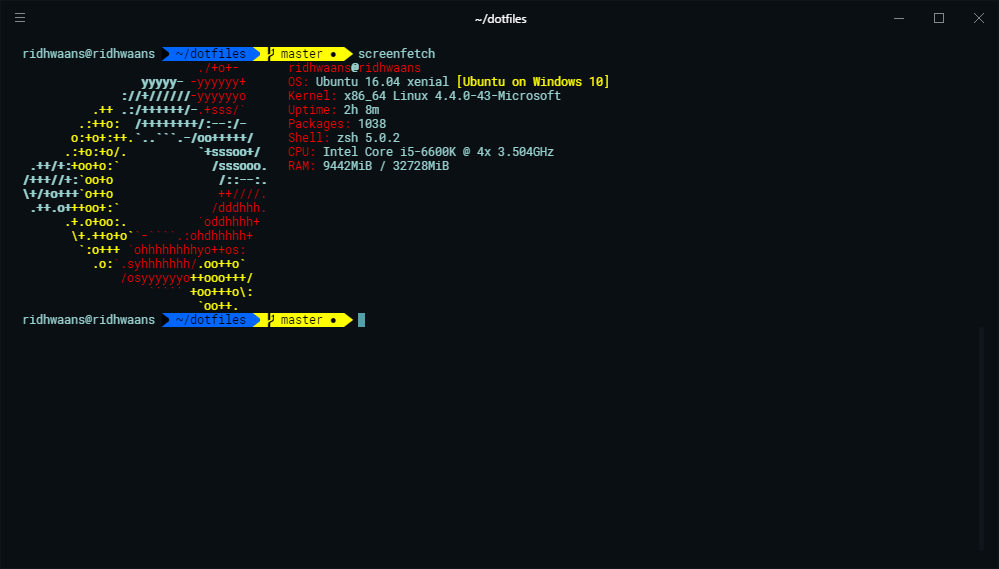 ~/dotfiles
ridhwaans@ridhwaans ~/dotfiles master ● screenfetch
./+o+- ridhwaans@ridhwaans
yyyyy- -yyyyyy+ OS: Ubuntu 16.04 xenial [Ubuntu on Windows 10]
://+//////-yyyyyyo Kernel: x86_64 Linux 4.4.0-43-Microsoft
.++ .:/++++++/-.+sss/` Uptime: 2h 8m
.:++o: /++++++++/:--:/- Packages: 1038
o:+o+:++.`..```.-/oo+++++/ Shell: zsh 5.0.2
.:+o:+o/. `+sssoo+/ CPU: Intel Core i5-6600K @ 4x 3.504GHz
.++/+:+oo+o:` /sssooo. RAM: 9442MiB / 32728MiB
/+++//+:`oo+o /::--:.
\+/+o+++`o++o ++////.
.++.o+++oo+:` /dddhhh.
.+.o+oo:. `oddhhhh+
\+.++o+o``-````.:ohdhhhhh+
`:o+++ `ohhhhhhhhyo++os:
.o:`.syhhhhhhh/.oo++o`
/osyyyyyyo++ooo+++/
````` +oo+++o\:
`oo++.
ridhwaans@ridhwaans ~/dotfiles master ●